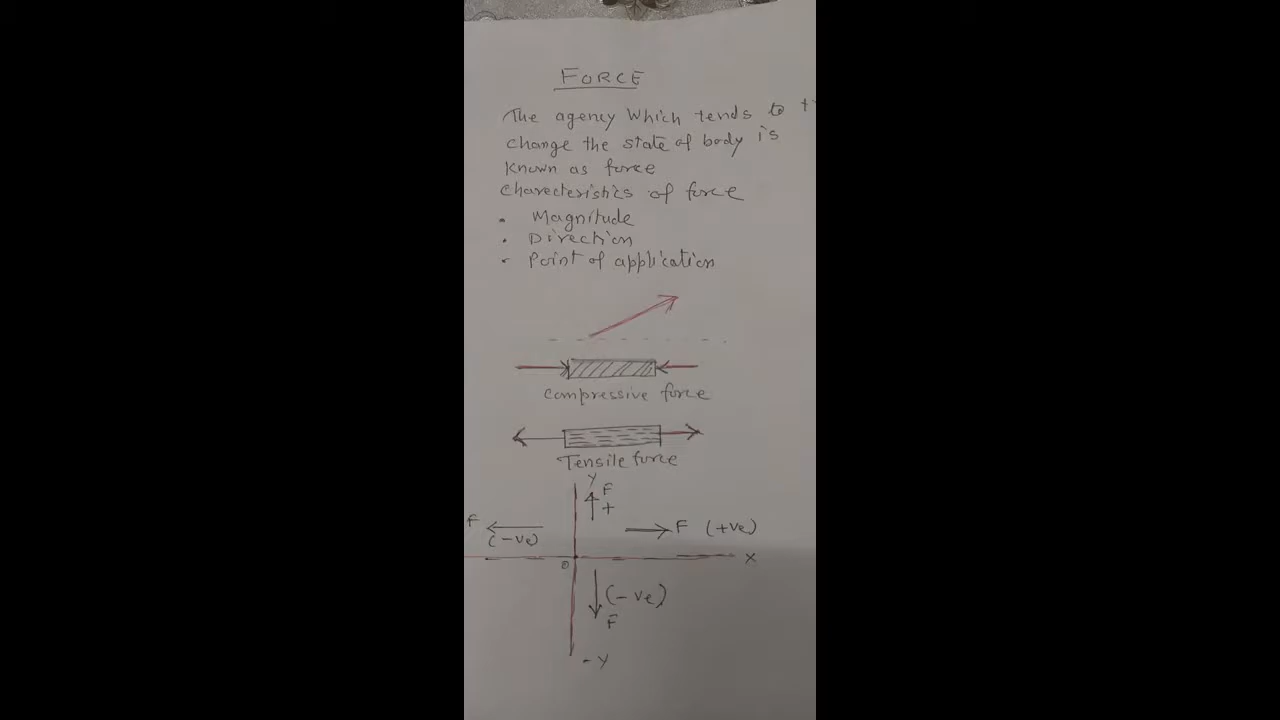 FORCE
The agency Which tends to
change the state of body is
Known as force
Charecteristics of force
• Magnitude
• Direction
• Point of application
Compressive force
Tensile force
Y
F
+
F
(-ve)
F (+ve)
X
0
(-ve)
F
-Y